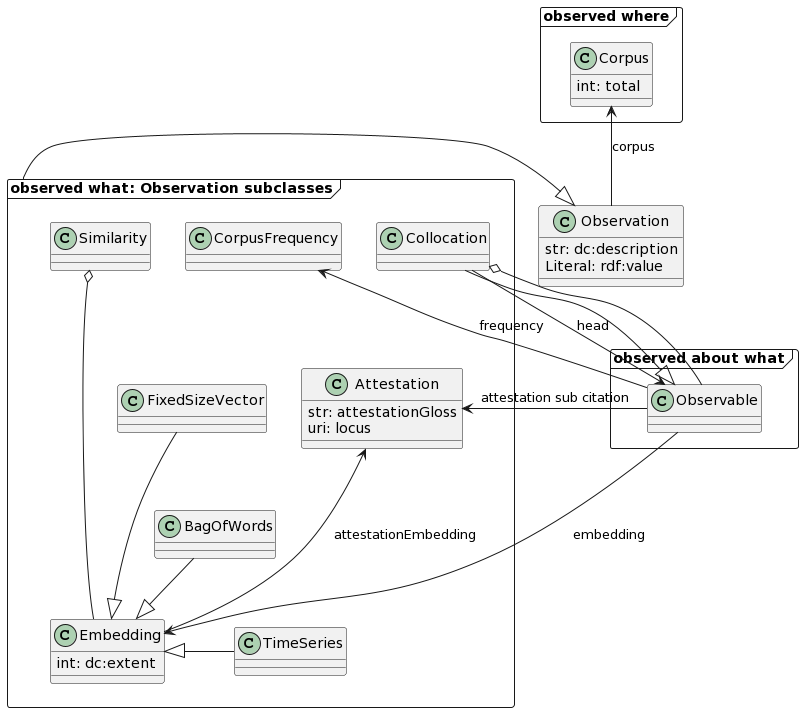 observed where
C Corpus
int: total
corpus
observed what: Observation subclasses
C Observation
str: dc:description
Literal: rdf:value
C Similarity
C CorpusFrequency
C Collocation
frequency
head
observed about what
C FixedSizeVector
C Attestation
str: attestationGloss
uri: locus
attestation sub citation
C Observable
C BagOfWords
attestationEmbedding
embedding
C Embedding
int: dc:extent
C TimeSeries